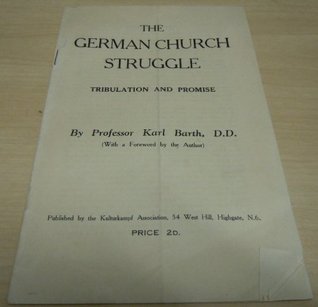 THE
GERMAN CHURCH
STRUGGLE
TRIBULATION AND PROMISE
By Professor Karl Barth, D.D.
(With a Foreword by the Author)
Published by the Kulturkampf Association, 54 West Hill, Highgate, N.6.
PRICE 2D.